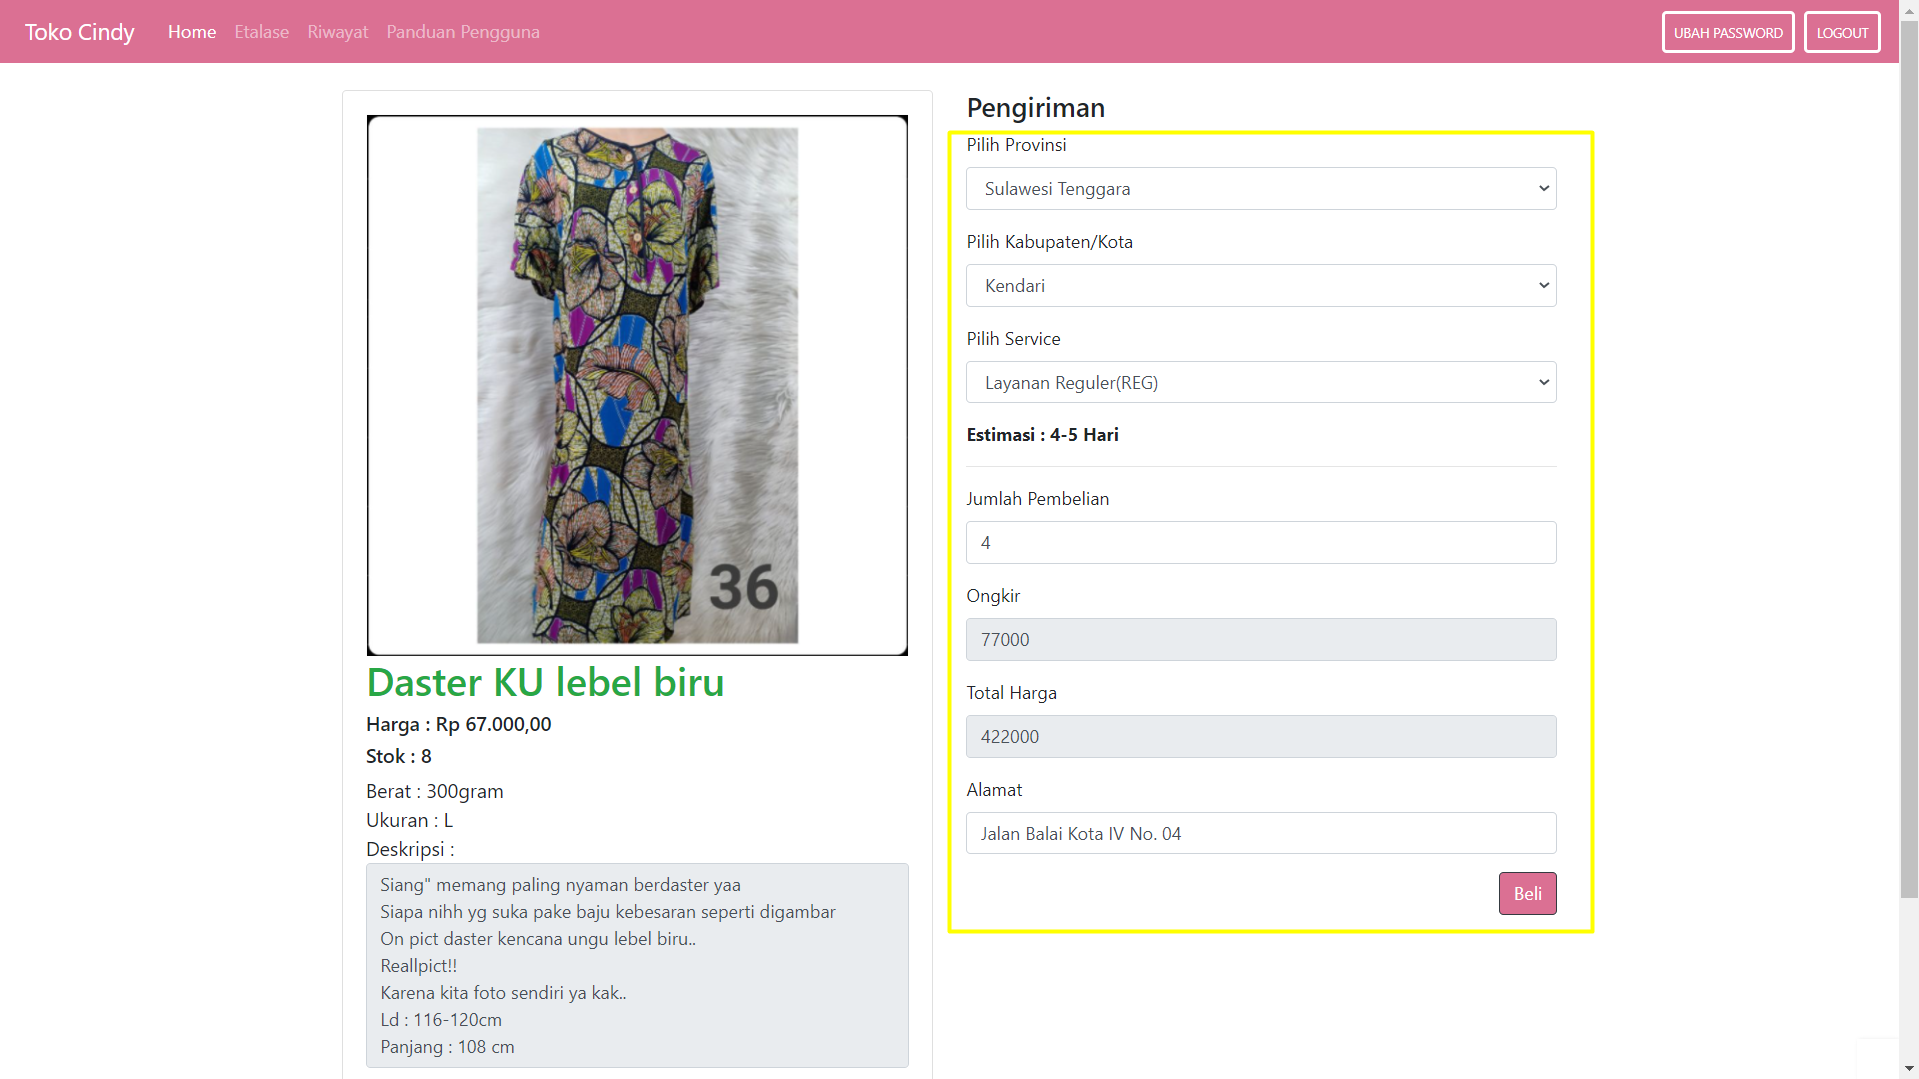 Toko Cindy
Home
Etalase
Riwayat
Panduan Pengguna
UBAH PASSWORD
LOGOUT
36
Daster KU lebel biru
Harga : Rp 67.000,00
Stok : 8
Berat : 300gram
Ukuran : L
Deskripsi :
Siang" memang paling nyaman berdaster yaa
Siapa nihh yg suka pake baju kebesaran seperti digambar
On pict daster kencana ungu lebel biru..
Reallpict!!
Karena kita foto sendiri ya kak..
Ld : 116-120cm
Panjang : 108 cm
Pengiriman
Pilih Provinsi
Sulawesi Tenggara
Pilih Kabupaten/Kota
Kendari
Pilih Service
Layanan Reguler(REG)
Estimasi : 4-5 Hari
Jumlah Pembelian
4
Ongkir
77000
Total Harga
422000
Alamat
Jalan Balai Kota IV No. 04
Beli